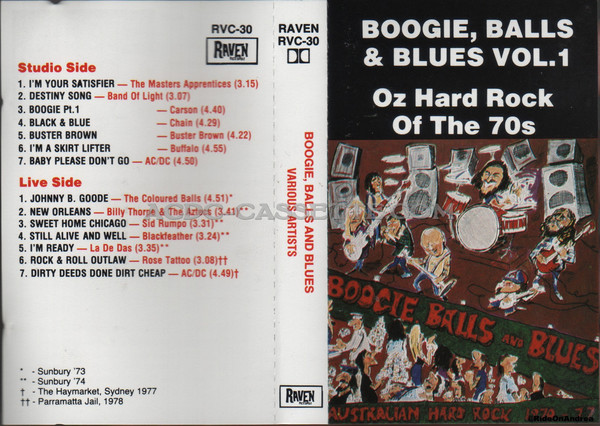 RVC-30
RAVEN
RECORDS
Studio Side
1. I'M YOUR SATISFIER — The Masters Apprentices (3.15)
2. DESTINY SONG — Band Of Light (3.07)
3. BOOGIE Pt.1 — Carson (4.40)
4. BLACK & BLUE — Chain (4.29)
5. BUSTER BROWN — Buster Brown (4.22)
6. I'M A SKIRT LIFTER — Buffalo (4.55)
7. BABY PLEASE DON'T GO — AC/DC (4.50)
Live Side
1. JOHNNY B. GOODE — The Coloured Balls (4.51)*
2. NEW ORLEANS — Billy Thorpe & The Aztecs (3.41)**
3. SWEET HOME CHICAGO — Sid Rumpo (3.31)**
4. STILL ALIVE AND WELL — Blackfeather (3.24)**
5. I'M READY — La De Das (3.35)**
6. ROCK & ROLL OUTLAW — Rose Tattoo (3.08)††
7. DIRTY DEEDS DONE DIRT CHEAP — AC/DC (4.49)†
* - Sunbury '73
** - Sunbury '74
† - The Haymarket, Sydney 1977
†† - Parramatta Jail, 1978
RAVEN
RVC-30
BOOGIE, BALLS AND BLUES
VARIOUS ARTISTS
RAVEN
RECORDS
BOOGIE, BALLS
& BLUES VOL.1
Oz Hard Rock
Of The 70s
BOOGIE, BALLS AND BLUES
AUSTRALIAN HARD ROCK 1970-77
©RideOnAndrea